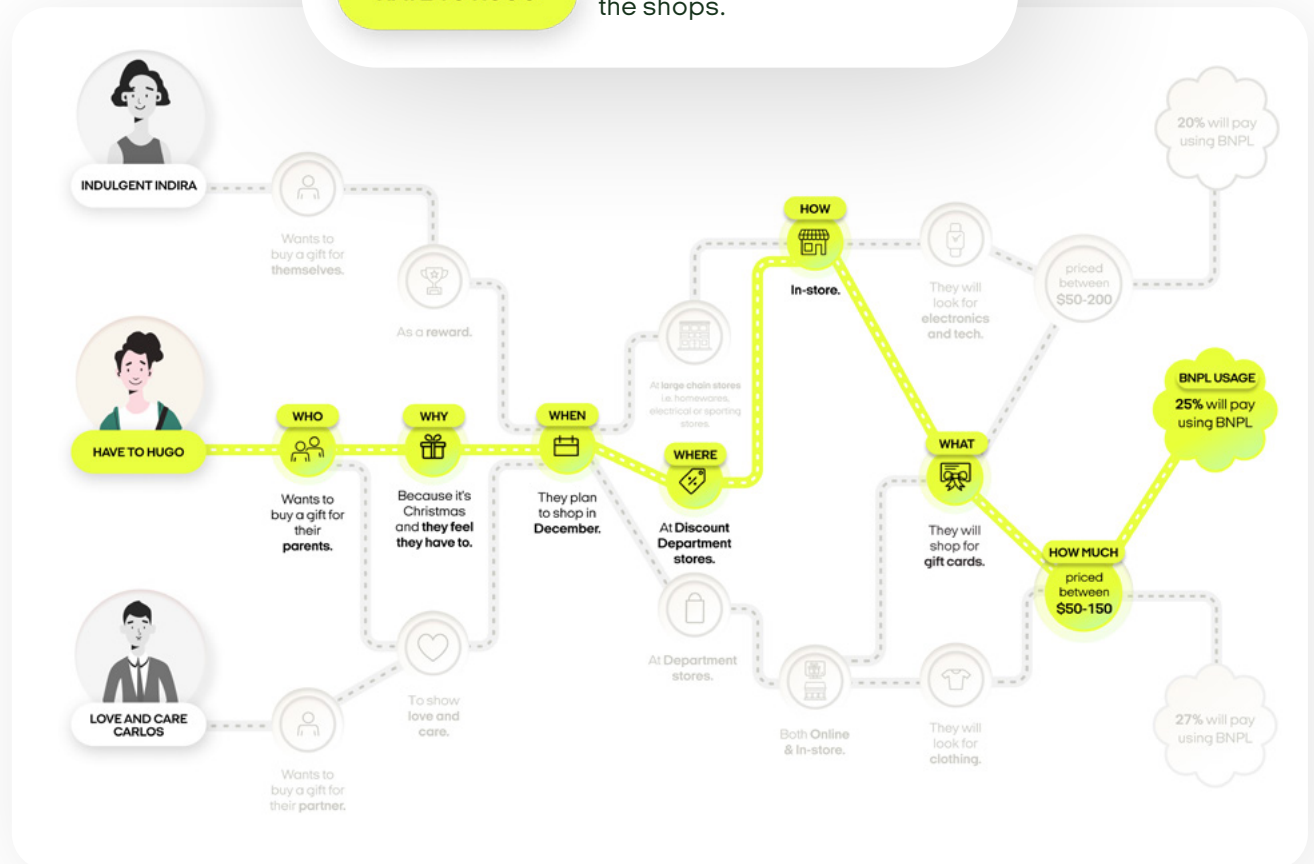 the shops.
20% will pay
using BNPL
INDULGENT INDIRA
Wants to
buy a gift for
themselves.
As a reward.
HOW
In-store.
They will
look for
electronics
and tech.
priced
between
$50-200
At large chain stores
i.e. homewares,
electrical or sporting
stores.
HAVE TO HUGO
WHO
Wants to
buy a gift for
their
parents.
WHY
Because it's
Christmas
and they feel
they have to.
WHEN
They plan
to shop in
December.
WHERE
At Discount
Department
stores.
WHAT
They will
shop for
gift cards.
HOW MUCH
priced
between
$50-150
BNPL USAGE
25% will pay
using BNPL
LOVE AND CARE
CARLOS
Wants to
buy a gift for
their partner.
To show
love and
care.
At Department
stores.
Both Online
& In-store.
They will
look for
clothing.
27% will pay
using BNPL